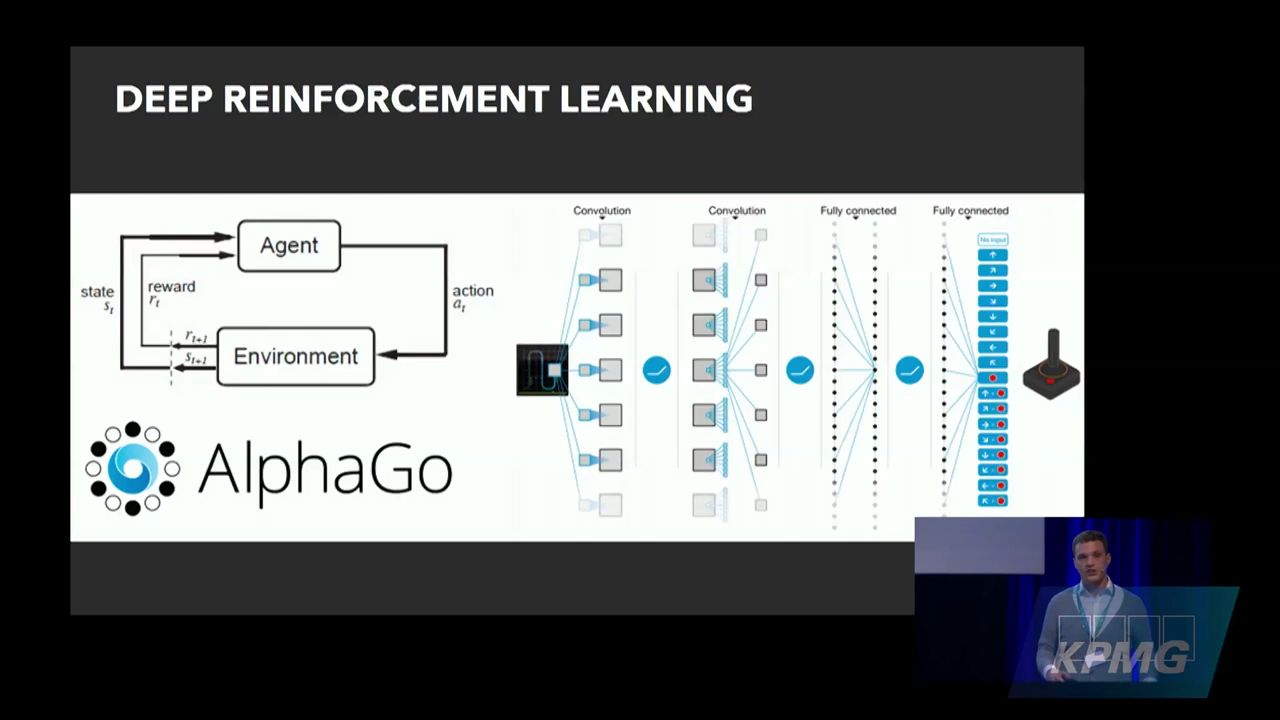 DEEP REINFORCEMENT LEARNING
Agent
state
s_t
reward
r_t
action
a_t
r_t+1
s_t+1
Environment
AlphaGo
Convolution
Convolution
Fully connected
Fully connected
No input
KPMG